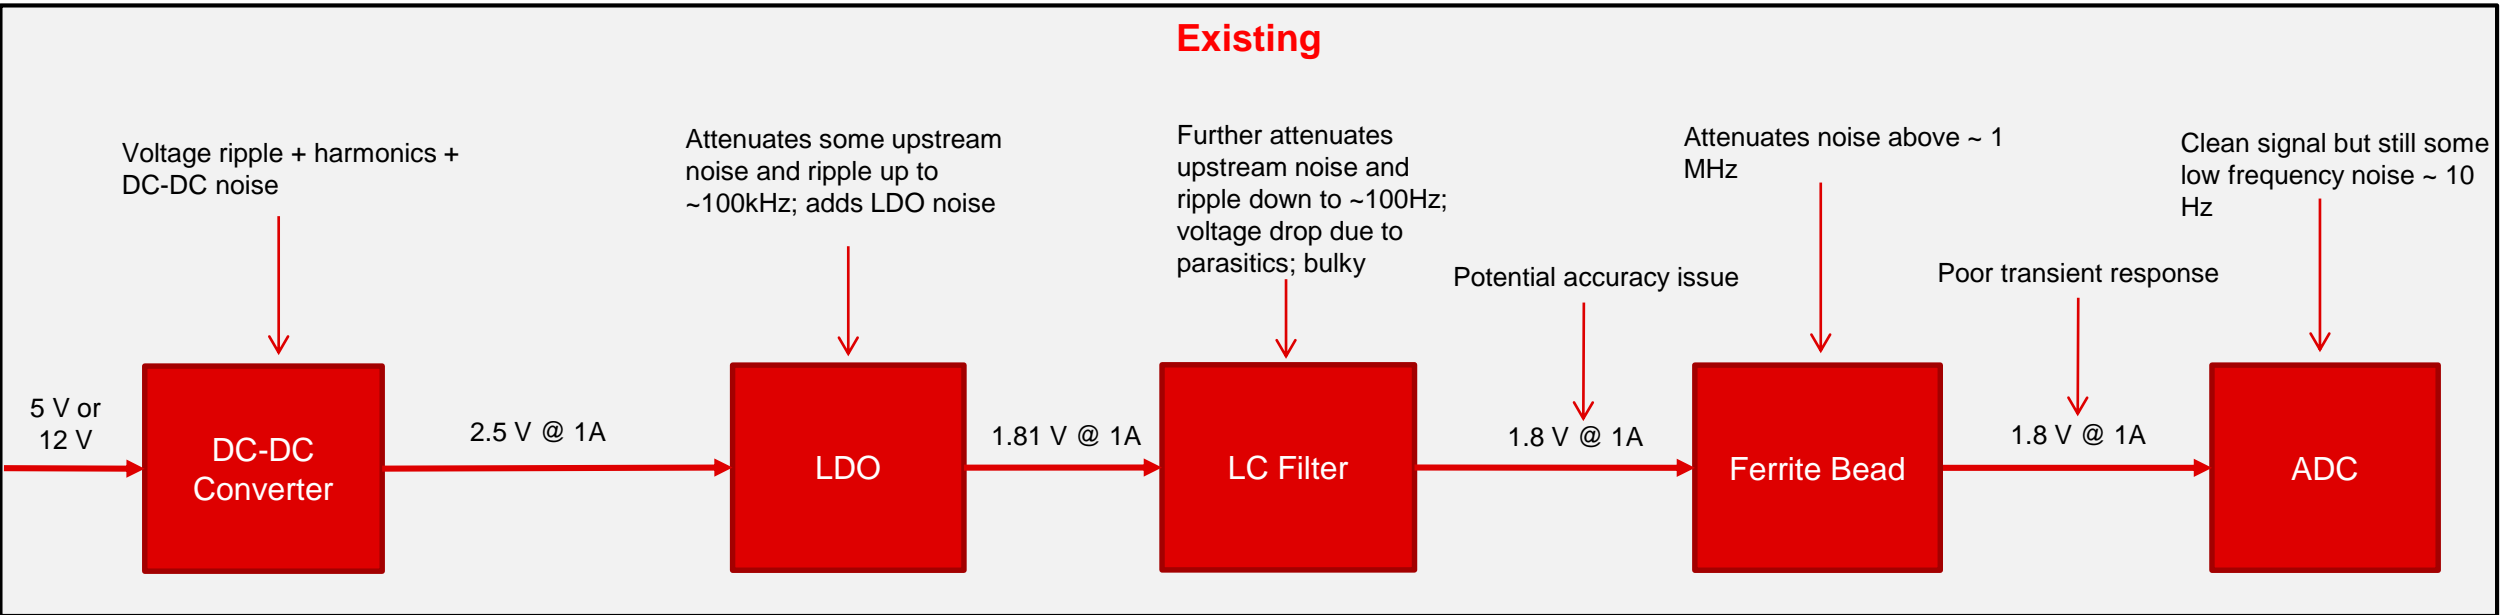 Existing
Voltage ripple + harmonics +
DC-DC noise
Attenuates some upstream
noise and ripple up to
~100kHz; adds LDO noise
Further attenuates
upstream noise and
ripple down to ~100Hz;
voltage drop due to
parasitics; bulky
Potential accuracy issue
Attenuates noise above ~ 1
MHz
Poor transient response
Clean signal but still some
low frequency noise ~ 10
Hz
5 V or
12 V
DC-DC
Converter
2.5 V @ 1A
LDO
1.81 V @ 1A
LC Filter
1.8 V @ 1A
Ferrite Bead
1.8 V @ 1A
ADC